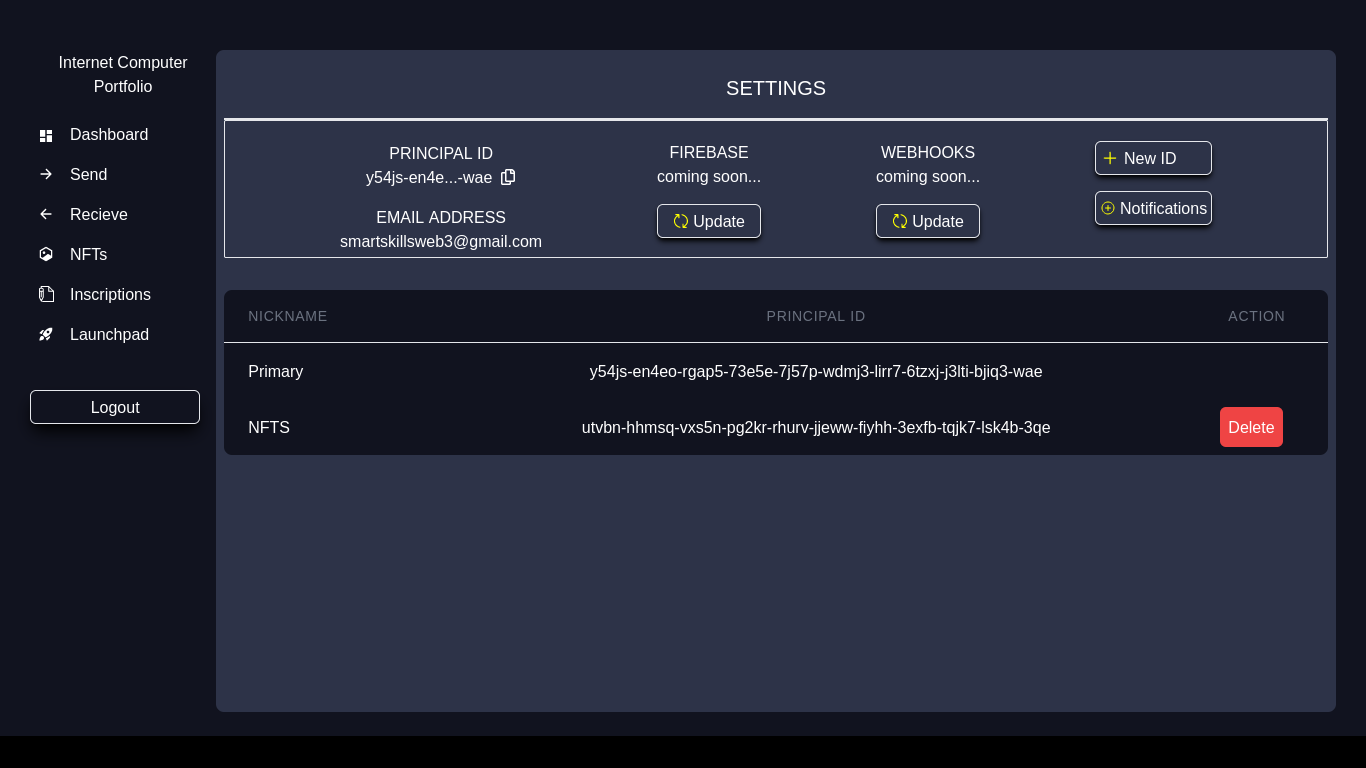 Internet Computer
Portfolio
Dashboard
Send
Recieve
NFTs
Inscriptions
Launchpad
Logout
SETTINGS
PRINCIPAL ID
y54js-en4e...-wae
EMAIL ADDRESS
smartskillsweb3@gmail.com
FIREBASE
coming soon...
Update
WEBHOOKS
coming soon...
Update
New ID
Notifications
NICKNAME PRINCIPAL ID ACTION
Primary y54js-en4eo-rgap5-73e5e-7j57p-wdmj3-lirr7-6tzxj-j3lti-bjiq3-wae
NFTS utvbn-hhmsq-vxs5n-pg2kr-rhurv-jjeww-fiyhh-3exfb-tqjk7-lsk4b-3qe Delete